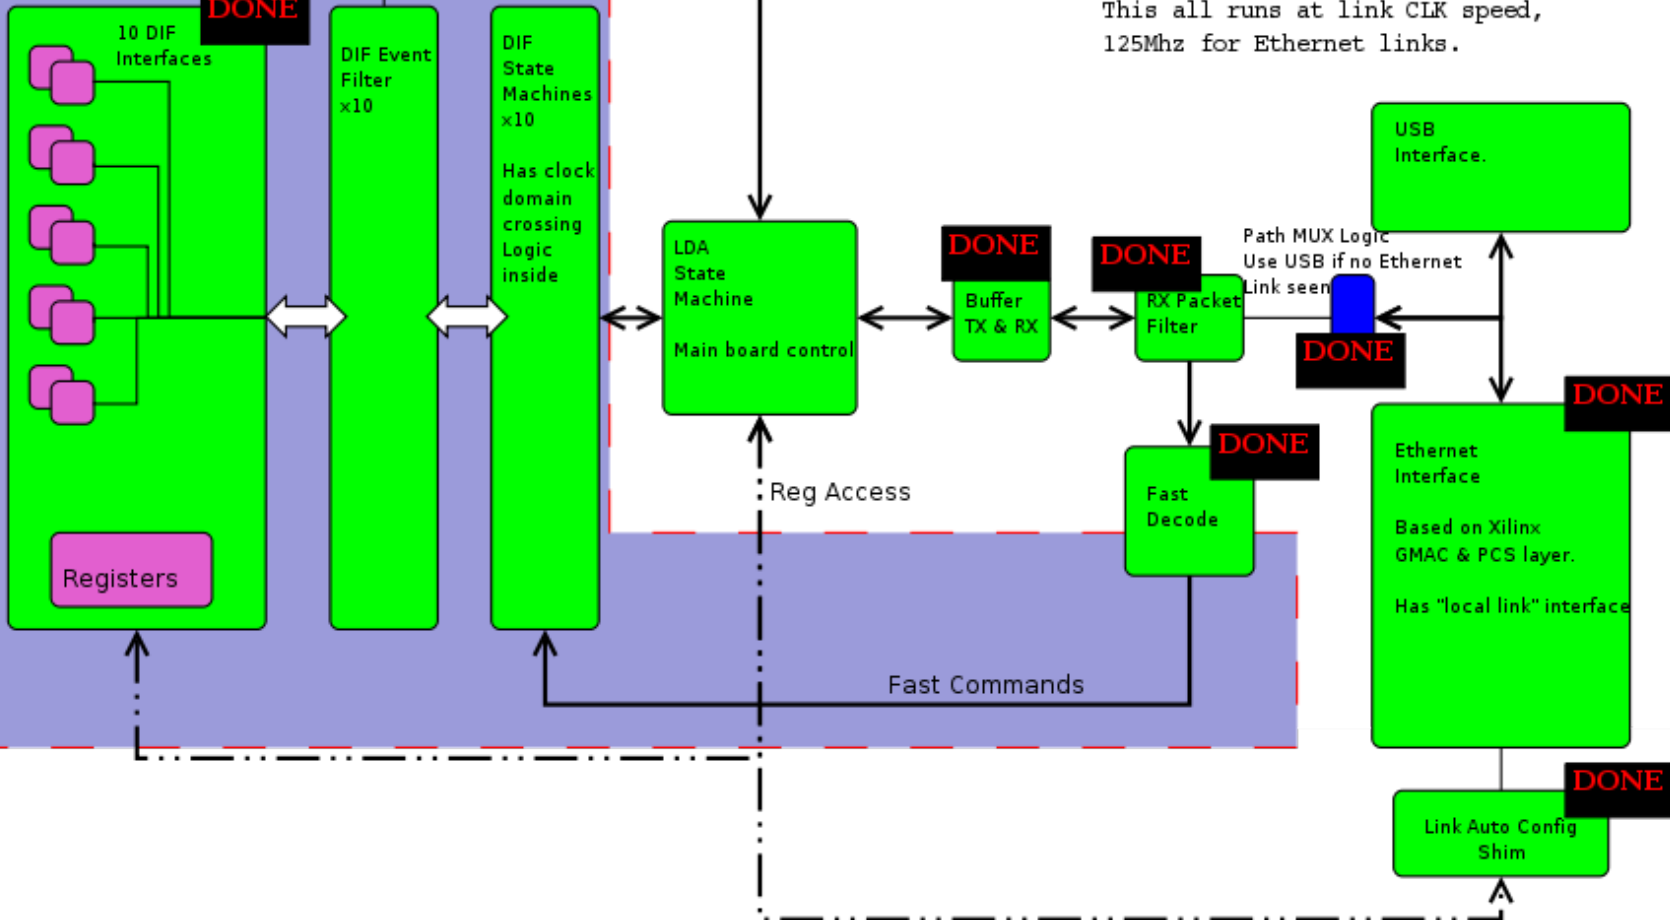 DONE
This all runs at link CLK speed,
125Mhz for Ethernet links.
10 DIF
Interfaces
DIF Event
Filter
x10
DIF
State
Machines
x10
Has clock
domain
crossing
Logic
inside
Registers
LDA
State
Machine
Main board control
Reg Access
DONE
Buffer
TX & RX
DONE
RX Packet
Filter
Path MUX Logic
Use USB if no Ethernet
Link seen
DONE
USB
Interface.
DONE
Fast
Decode
Fast Commands
DONE
Ethernet
Interface
Based on Xilinx
GMAC & PCS layer.
Has "local link" interface
DONE
Link Auto Config
Shim